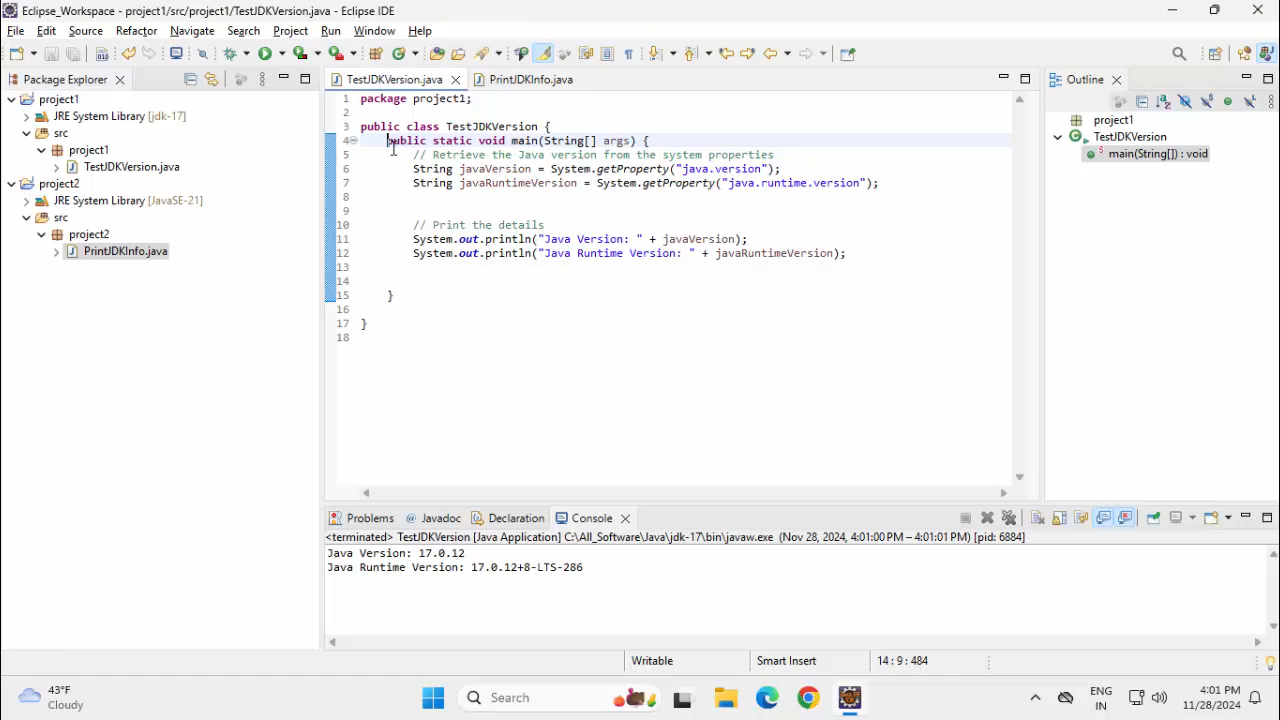 Eclipse_Workspace - project1/src/project1/TestJDKVersion.java - Eclipse IDE
File Edit Source Refactor Navigate Search Project Run Window Help
Package Explorer
project1
JRE System Library [jdk-17]
src
project1
TestJDKVersion.java
project2
JRE System Library [JavaSE-21]
src
project2
PrintJDKInfo.java
TestJDKVersion.java PrintJDKInfo.java
1 package project1;
2
3 public class TestJDKVersion {
4 public static void main(String[] args) {
5 // Retrieve the Java version from the system properties
6 String javaVersion = System.getProperty("java.version");
7 String javaRuntimeVersion = System.getProperty("java.runtime.version");
8
9
10 // Print the details
11 System.out.println("Java Version: " + javaVersion);
12 System.out.println("Java Runtime Version: " + javaRuntimeVersion);
13
14
15 }
16
17 }
18
Outline
project1
TestJDKVersion
main(String[]) : void
Problems Javadoc Declaration Console
<terminated> TestJDKVersion [Java Application] C:\All_Software\Java\jdk-17\bin\javaw.exe (Nov 28, 2024, 4:01:00 PM – 4:01:01 PM) [pid: 6884]
Java Version: 17.0.12
Java Runtime Version: 17.0.12+8-LTS-286
Writable Smart Insert 14 : 9 : 484
43°F
Cloudy
Search
ENG
IN
4:01 PM
11/28/2024